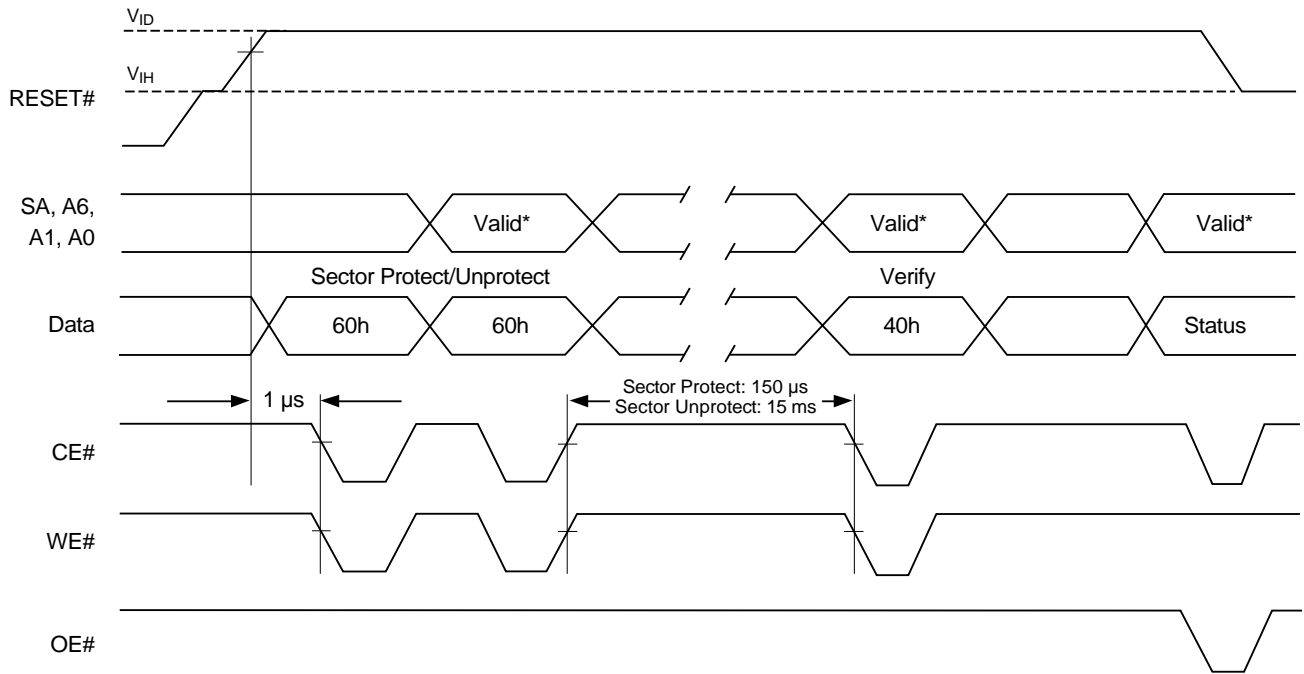 VID
VIH
RESET#
SA, A6,
A1, A0
Valid*
Valid*
Valid*
Sector Protect/Unprotect
Verify
Data
60h
60h
40h
Status
1 µs
Sector Protect: 150 µs
Sector Unprotect: 15 ms
CE#
WE#
OE#